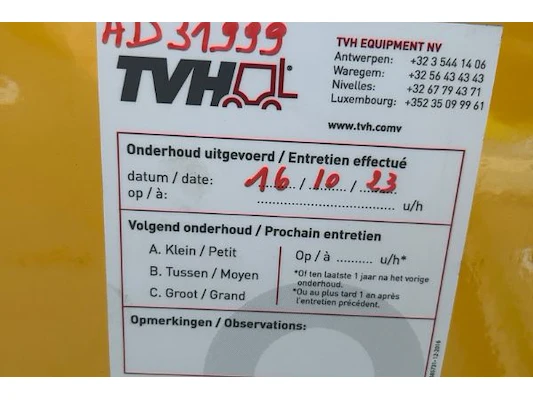 AD31999
TVH
TVH EQUIPMENT NV
Antwerpen: +32 3 544 14 06
Waregem: +32 56 43 43 43
Nivelles: +32 67 79 43 71
Luxembourg: +352 35 09 99 61
www.tvh.comv
Onderhoud uitgevoerd / Entretien effectué
datum / date: 16 / 10 / 23
op / à: ........................................ u/h
Volgend onderhoud / Prochain entretien
A. Klein / Petit
B. Tussen / Moyen
C. Groot / Grand
Op / à .......... u/h*
*Of ten laatste 1 jaar na het vorige
onderhoud.
*Ou au plus tard 1 an après
l'entretien précédent.
Opmerkingen / Observations: